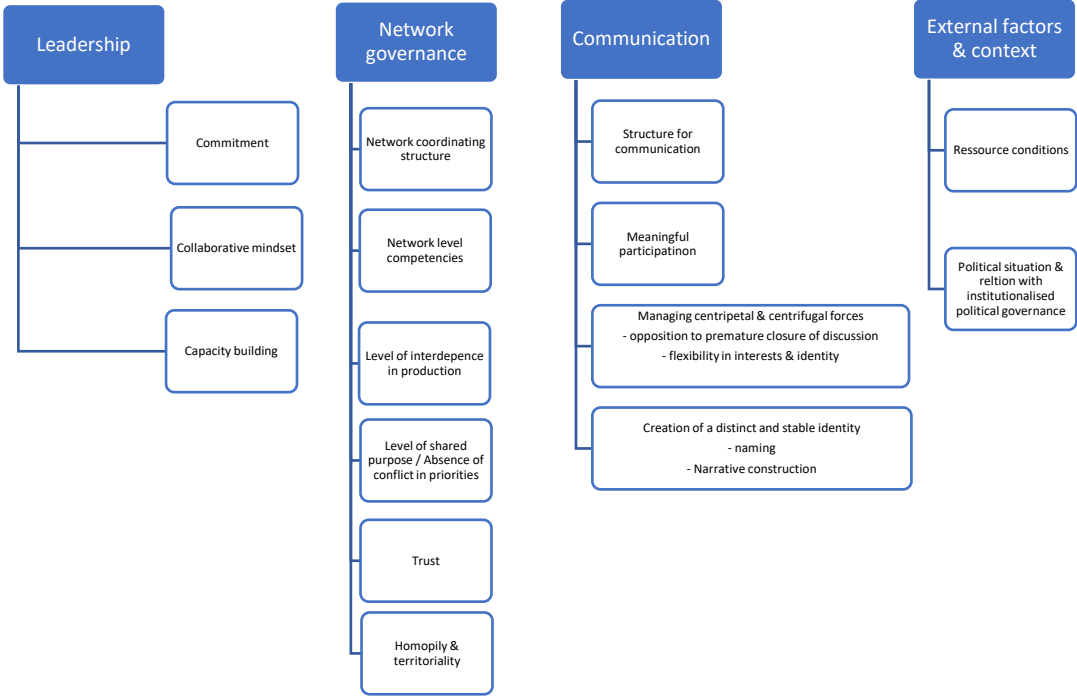 Leadership
Commitment
Collaborative mindset
Capacity building
Network
governance
Network coordinating
structure
Network level
competencies
Level of interdepence
in production
Level of shared
purpose / Absence of
conflict in priorities
Trust
Homopily &
territoriality
Communication
Structure for
communication
Meaningful
participatinon
Managing centripetal & centrifugal forces
- opposition to premature closure of discussion
- flexibility in interests & identity
Creation of a distinct and stable identity
- naming
- Narrative construction
External factors
& context
Ressource conditions
Political situation &
reltion with
institutionalised
political governance